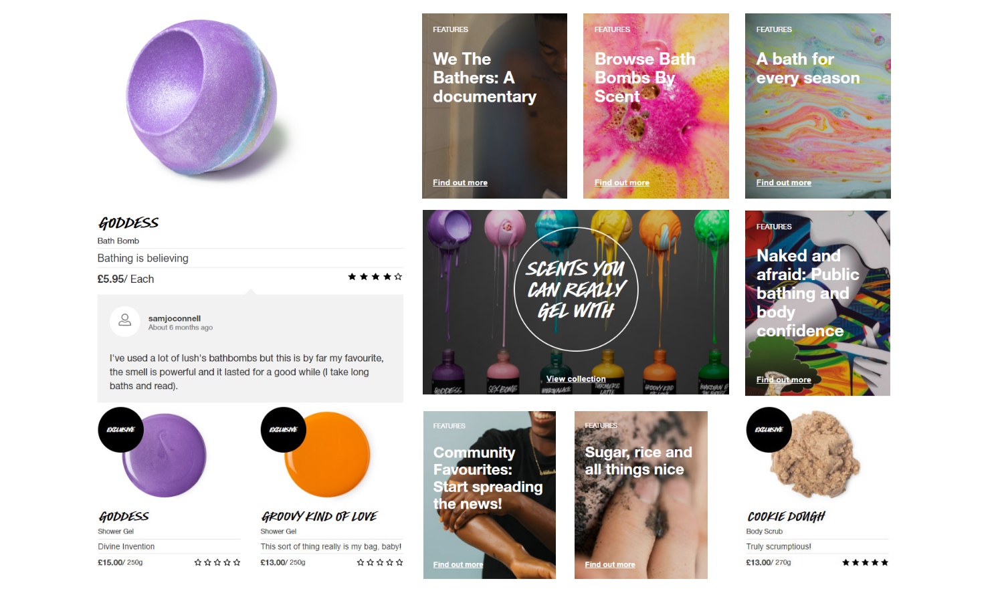 GODDESS
Bath Bomb
Bathing is believing
£5.95/ Each
samjoconnell
About 6 months ago
I've used a lot of lush's bathbombs but this is by far my favourite,
the smell is powerful and it lasted for a good while (I take long
baths and read).
FEATURES
We The
Bathers: A
documentary
Find out more
FEATURES
Browse Bath
Bombs By
Scent
Find out more
FEATURES
A bath for
every season
Find out more
SCENTS YOU
CAN REALLY
GEL WITH
View collection
GODDESS
SEX BOMB
INTERGALACTIC
TURMERIC
LATTE
GROOVY KIND
OF LOVE
FEATURES
Naked and
afraid: Public
bathing and
body
confidence
Find out more
EXCLUSIVE
GODDESS
Shower Gel
Divine Invention
£15.00/ 250g
EXCLUSIVE
GROOVY KIND OF LOVE
Shower Gel
This sort of thing really is my bag, baby!
£13.00/ 250g
FEATURES
Community
Favourites:
Start spreading
the news!
Find out more
FEATURES
Sugar, rice and
all things nice
Find out more
EXCLUSIVE
COOKIE DOUGH
Body Scrub
Truly scrumptious!
£13.00/ 270g